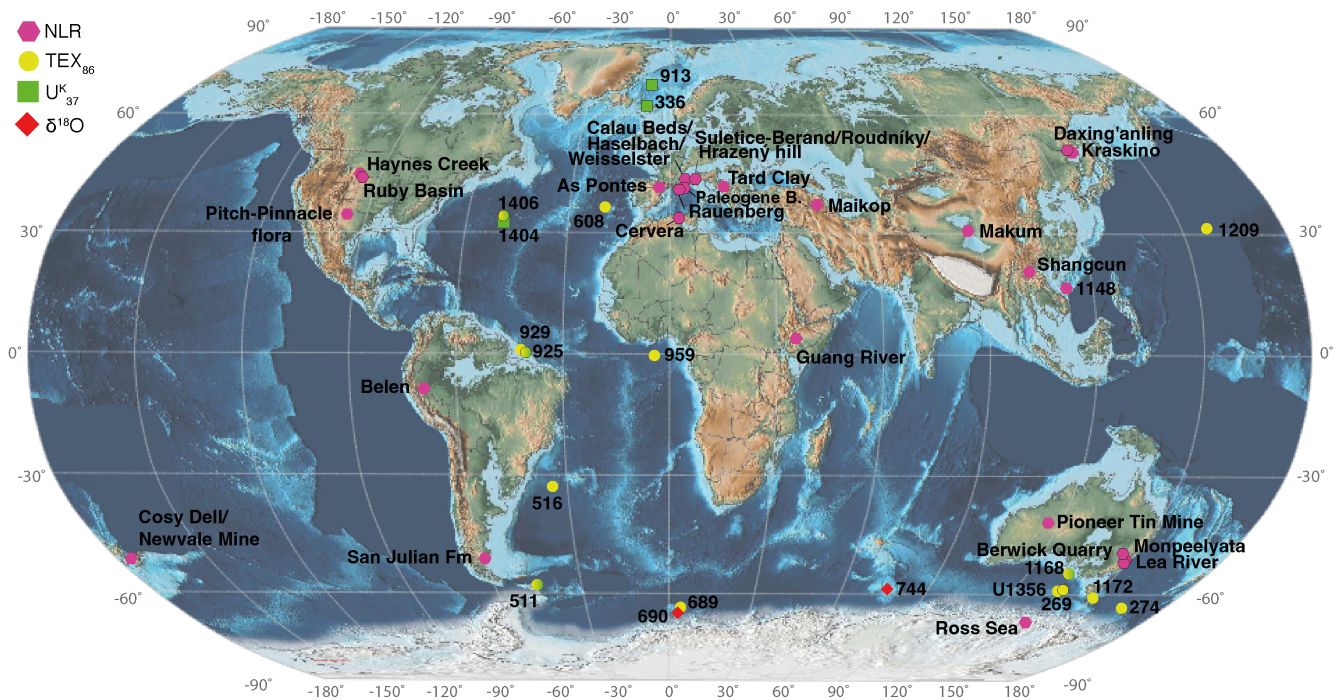 -180° -150° -120° -90° -60° -30° 0 30° 60° 90° 120° 150° 180°
90° 90°
NLR
TEX86
UK37
δ18O
60° 60°
913
336
Calau Beds/
Haselbach/
Weisselster
Suletice-Berand/Roudníky/
Hrazený hill
Daxing'anling
Kraskino
Haynes Creek
Ruby Basin
As Pontes
Tard Clay
Paleogene B.
Rauenberg
Maikop
Pitch-Pinnacle
flora
1406
1404
608
Cervera
Makum
1209
30° 30°
Shangcun
1148
929
925
959
Guang River
0° 0°
Belen
-30° -30°
516
Cosy Dell/
Newvale Mine
Pioneer Tin Mine
San Julian Fm
Berwick Quarry
Monpeelyata
Lea River
1168
U1356
269
1172
274
744
511
689
690
-60° -60°
Ross Sea
-90° -90°
-180° -150° -120° -90° -60° -30° 0 30° 60° 90° 120° 150° 180°